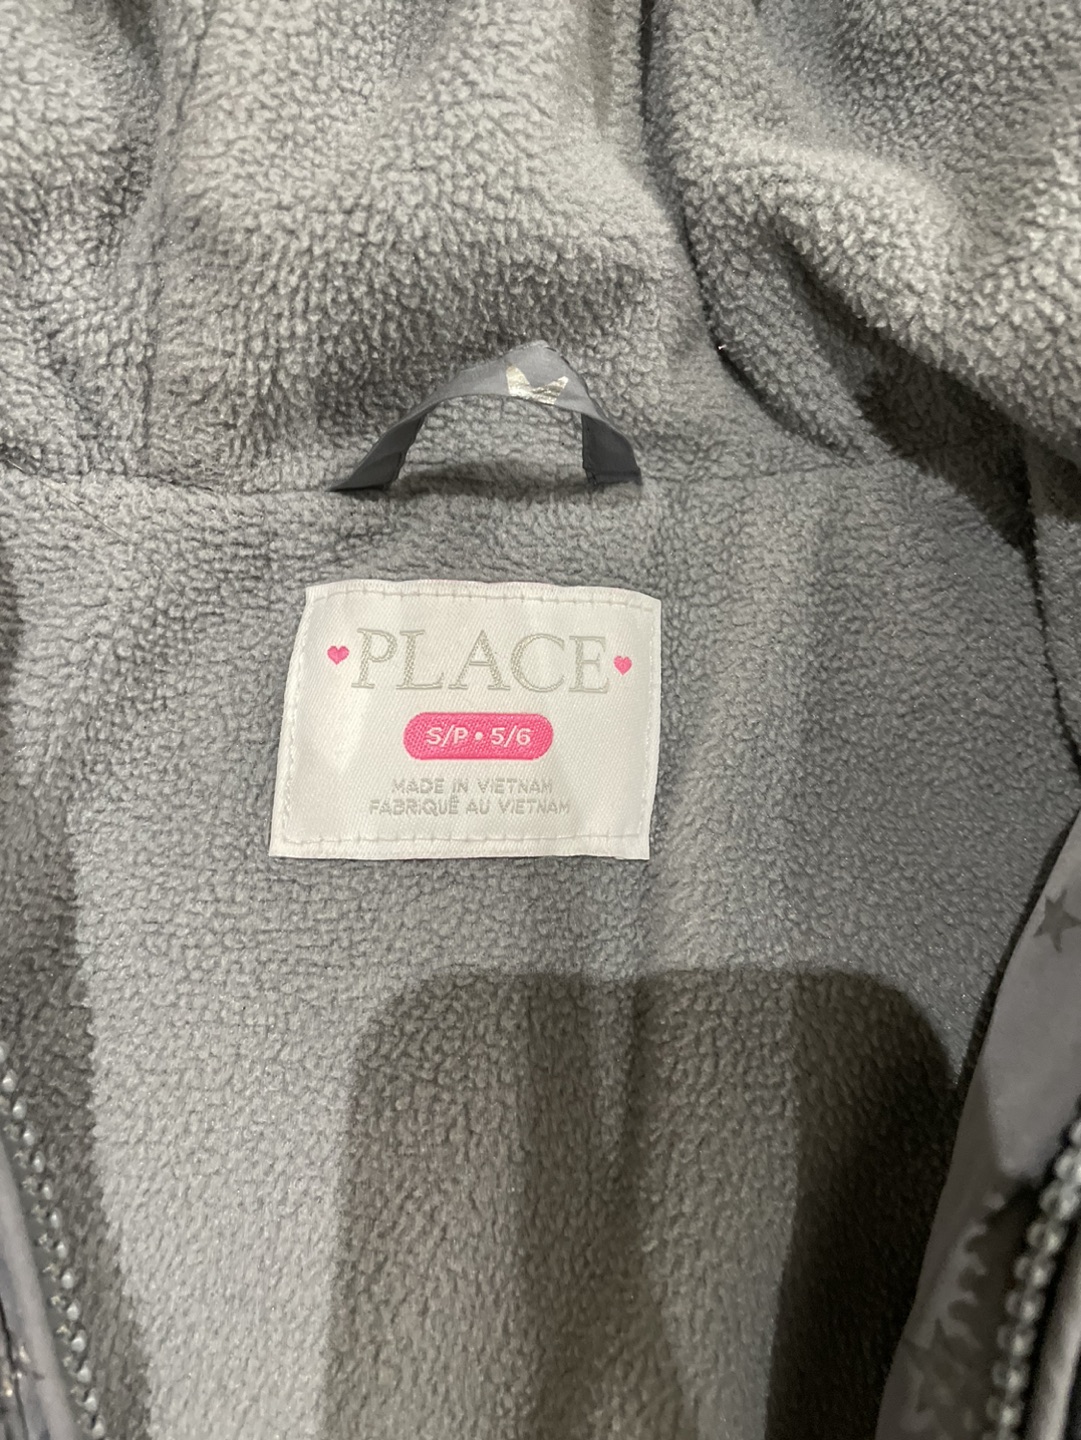 PLACE
S/P • 5/6
MADE IN VIETNAM
FABRIQUÉ AU VIETNAM